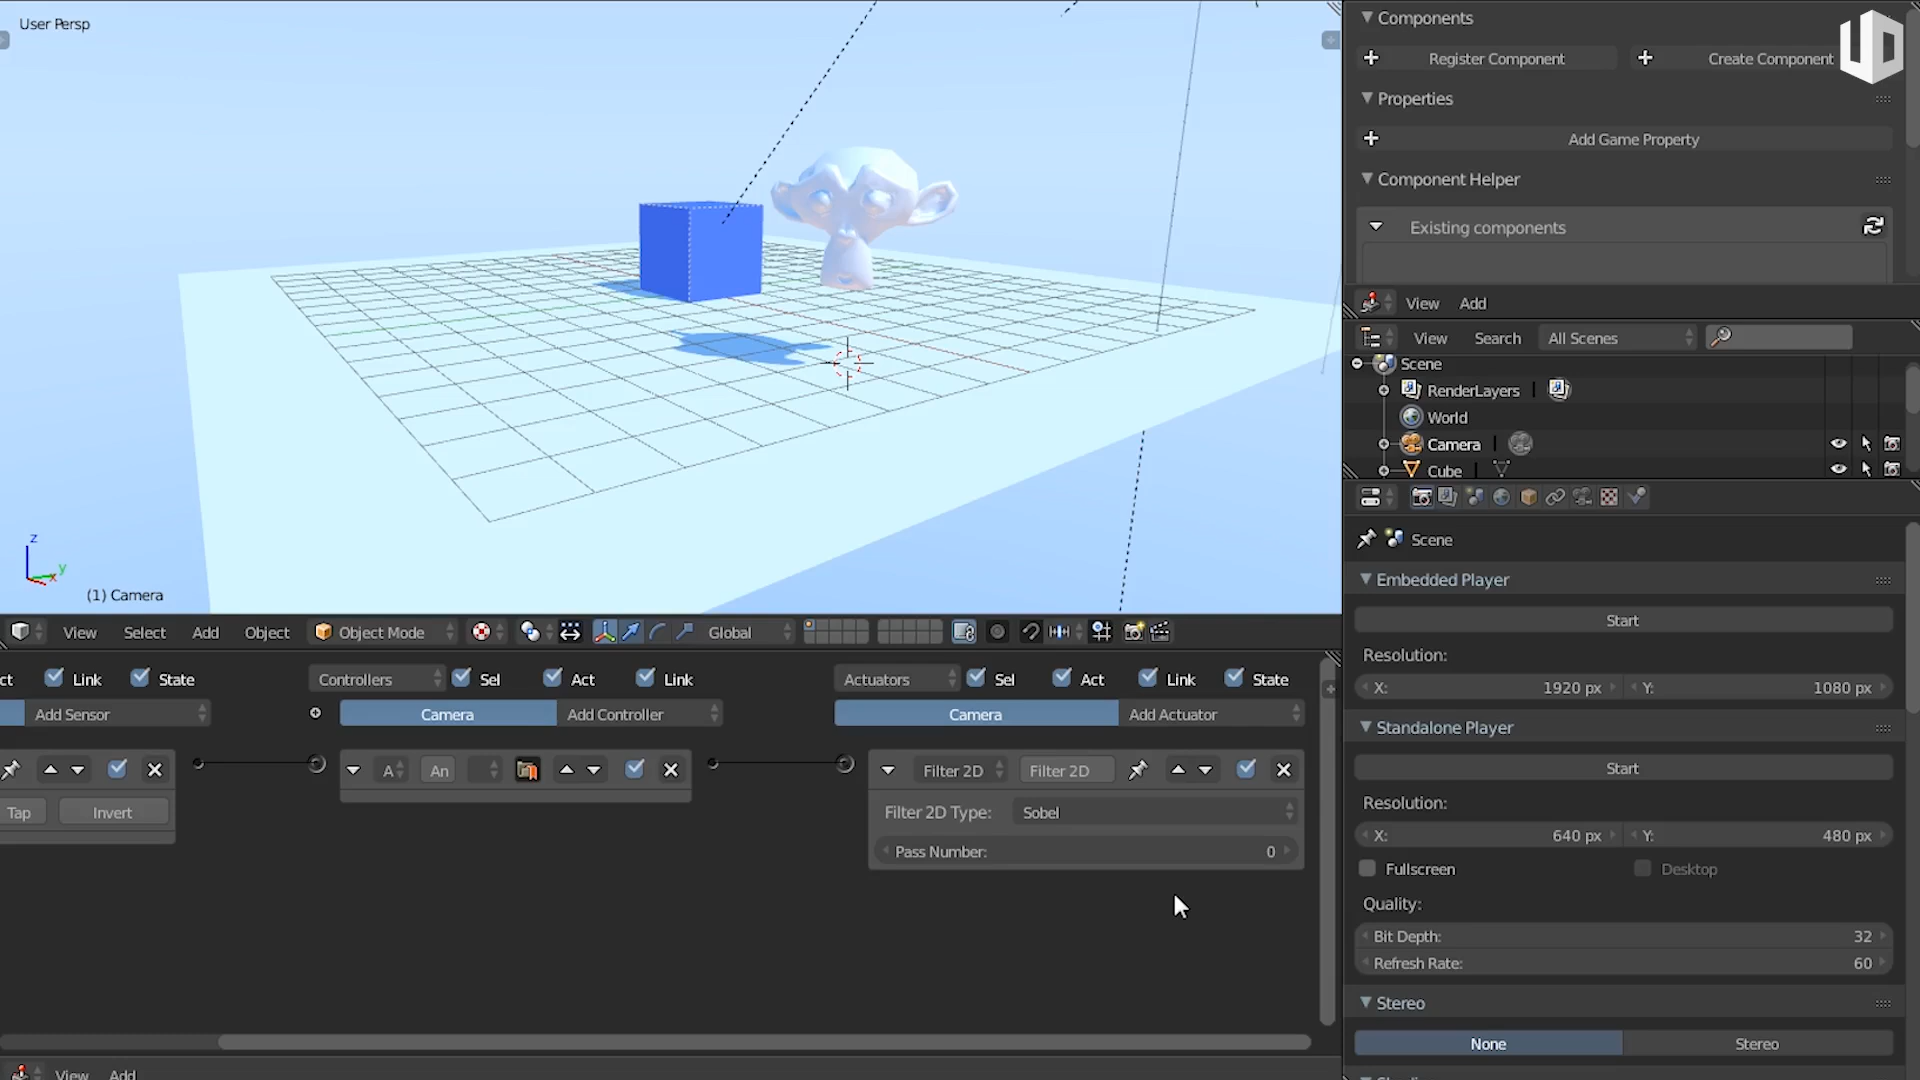 User Persp
z
y
x
(1) Camera
View Select Add Object Object Mode Global
ct Link State Controllers Sel Act Link Actuators Sel Act Link State
Add Sensor Camera Add Controller Camera Add Actuator
A An Filter 2D Filter 2D
Tap Invert Filter 2D Type: Sobel
Pass Number: 0
View Add
Components
Register Component Create Component
UD
Properties
Add Game Property
Component Helper
Existing components
View Add
View Search All Scenes
Scene
RenderLayers
World
Camera
Cube
Scene
Embedded Player
Start
Resolution:
X: 1920 px Y: 1080 px
Standalone Player
Start
Resolution:
X: 640 px Y: 480 px
Fullscreen Desktop
Quality:
Bit Depth: 32
Refresh Rate: 60
Stereo
None Stereo